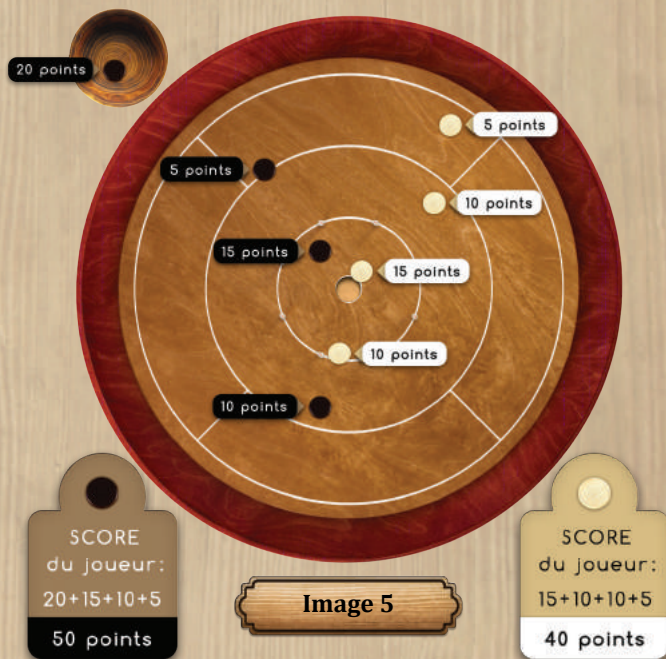 20 points
5 points
5 points
10 points
15 points
15 points
10 points
10 points
SCORE
du joueur:
20+15+10+5
50 points
Image 5
SCORE
du joueur:
15+10+10+5
40 points